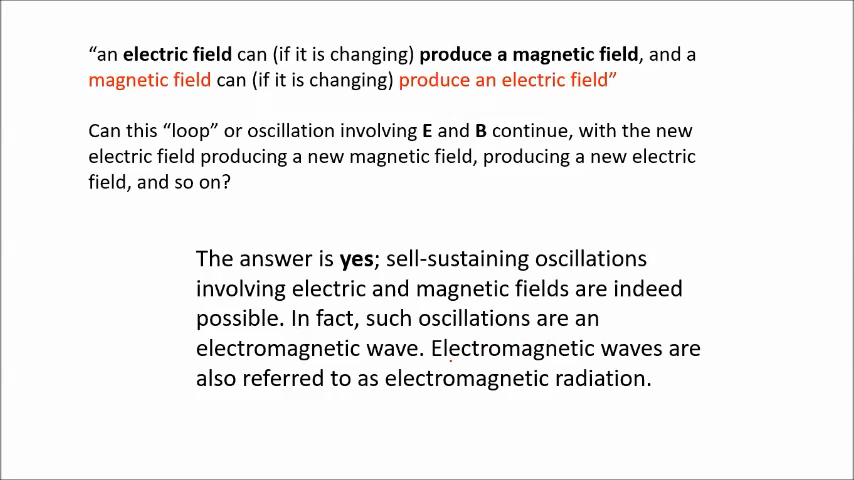 “an electric field can (if it is changing) produce a magnetic field, and a
magnetic field can (if it is changing) produce an electric field”
Can this “loop” or oscillation involving E and B continue, with the new
electric field producing a new magnetic field, producing a new electric
field, and so on?
The answer is yes; sell-sustaining oscillations
involving electric and magnetic fields are indeed
possible. In fact, such oscillations are an
electromagnetic wave. Electromagnetic waves are
also referred to as electromagnetic radiation.